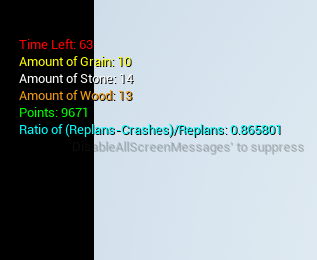 Time Left: 63
Amount of Grain: 10
Amount of Stone: 14
Amount of Wood: 13
Points: 9671
Ratio of (Replans-Crashes)/Replans: 0.865801
'DisableAllScreenMessages' to suppress